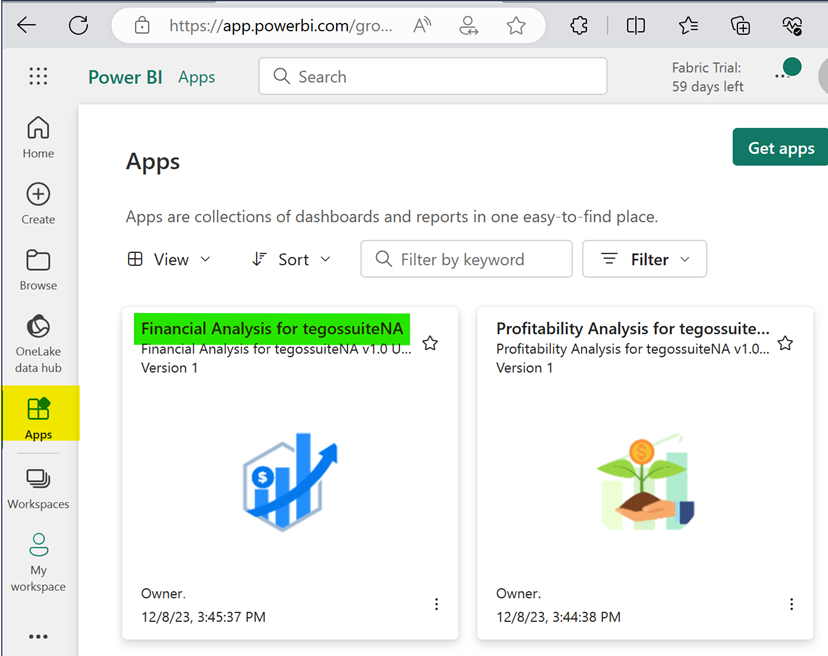 https://app.powerbi.com/gro...
Power BI Apps
Search
Fabric Trial:
59 days left
Home
Create
Browse
OneLake
data hub
Apps
Workspaces
My
workspace
Apps
Get apps
Apps are collections of dashboards and reports in one easy-to-find place.
View
Sort
Filter by keyword
Filter
Financial Analysis for tegossuiteNA
Financial Analysis for tegossuiteNA v1.0 U...
Version 1
$
Owner.
12/8/23, 3:45:37 PM
Profitability Analysis for tegossuite...
Profitability Analysis for tegossuiteNA v1.0...
Version 1
$
Owner.
12/8/23, 3:44:38 PM